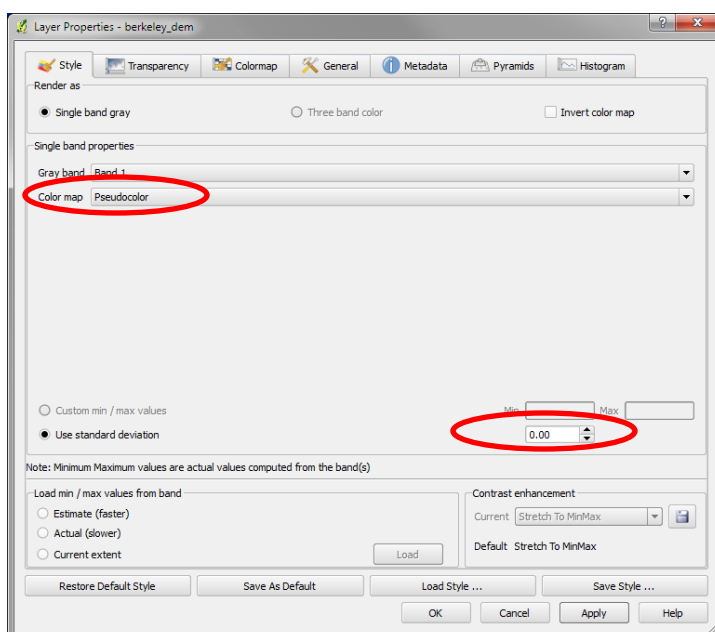 Layer Properties - berkeley_dem
Style Transparency Colormap General Metadata Pyramids Histogram
Render as
Single band gray Three band color Invert color map
Single band properties
Gray band Band 1
Color map Pseudocolor
Custom min / max values Min Max
Use standard deviation 0.00
Note: Minimum Maximum values are actual values computed from the band(s)
Load min / max values from band
Estimate (faster)
Actual (slower)
Current extent Load
Contrast enhancement
Current Stretch To MinMax
Default Stretch To MinMax
Restore Default Style Save As Default Load Style ... Save Style ...
OK Cancel Apply Help